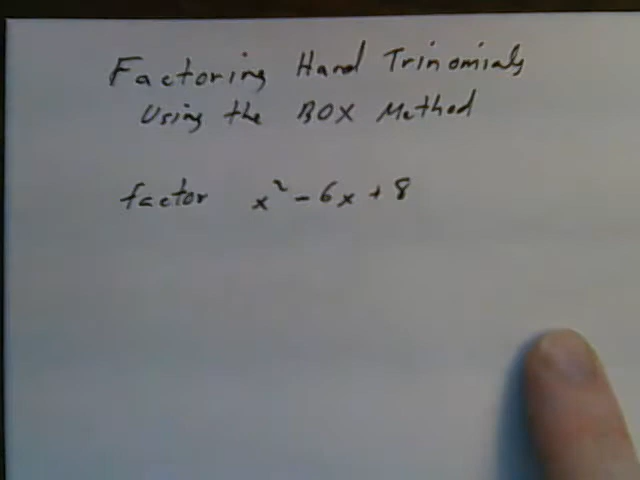 Factoring Hard Trinomials
Using the BOX Method
factor x² - 6x + 8